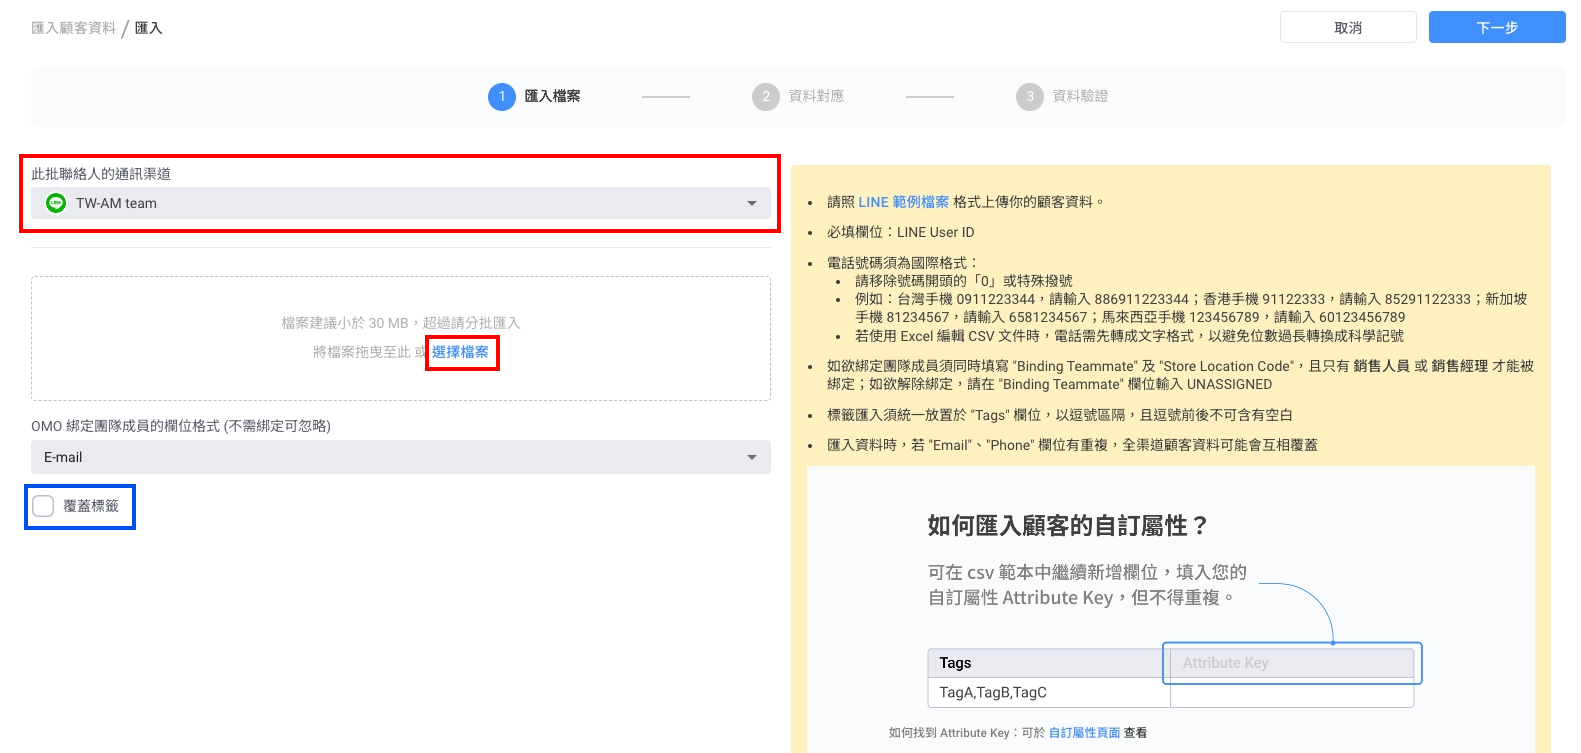 匯入顧客資料 / 匯入
取消
下一步
1 匯入檔案
2 資料對應
3 資料驗證
此批聯絡人的通訊渠道
LINE TW-AM team
檔案建議小於 30 MB，超過請分批匯入
將檔案拖曳至此 或 選擇檔案
OMO 綁定團隊成員的欄位格式 (不需綁定可忽略)
E-mail
覆蓋標籤
• 請照 LINE 範例檔案 格式上傳你的顧客資料。
• 必填欄位：LINE User ID
• 電話號碼須為國際格式：
• 請移除號碼開頭的「0」或特殊撥號
• 例如：台灣手機 0911223344，請輸入 886911223344；香港手機 91122333，請輸入 85291122333；新加坡
手機 81234567，請輸入 6581234567；馬來西亞手機 123456789，請輸入 60123456789
• 若使用 Excel 編輯 CSV 文件時，電話需先轉成文字格式，以避免位數過長轉換成科學記號
• 如欲綁定團隊成員須同時填寫 "Binding Teammate" 及 "Store Location Code"，且只有 銷售人員 或 銷售經理 才能被
綁定；如欲解除綁定，請在 "Binding Teammate" 欄位輸入 UNASSIGNED
• 標籤匯入須統一放置於 "Tags" 欄位，以逗號區隔，且逗號前後不可含有空白
• 匯入資料時，若 "Email"、"Phone" 欄位有重複，全渠道顧客資料可能會互相覆蓋
如何匯入顧客的自訂屬性？
可在 csv 範本中繼續新增欄位，填入您的
自訂屬性 Attribute Key，但不得重複。
Tags
Attribute Key
TagA,TagB,TagC
如何找到 Attribute Key：可於 自訂屬性頁面 查看